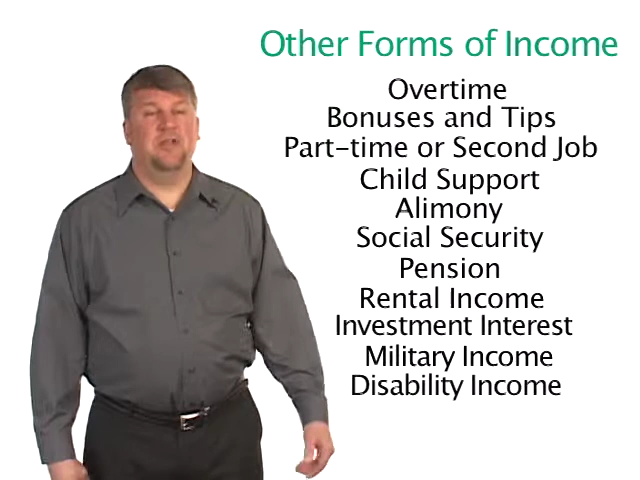 Other Forms of Income
Overtime
Bonuses and Tips
Part-time or Second Job
Child Support
Alimony
Social Security
Pension
Rental Income
Investment Interest
Military Income
Disability Income